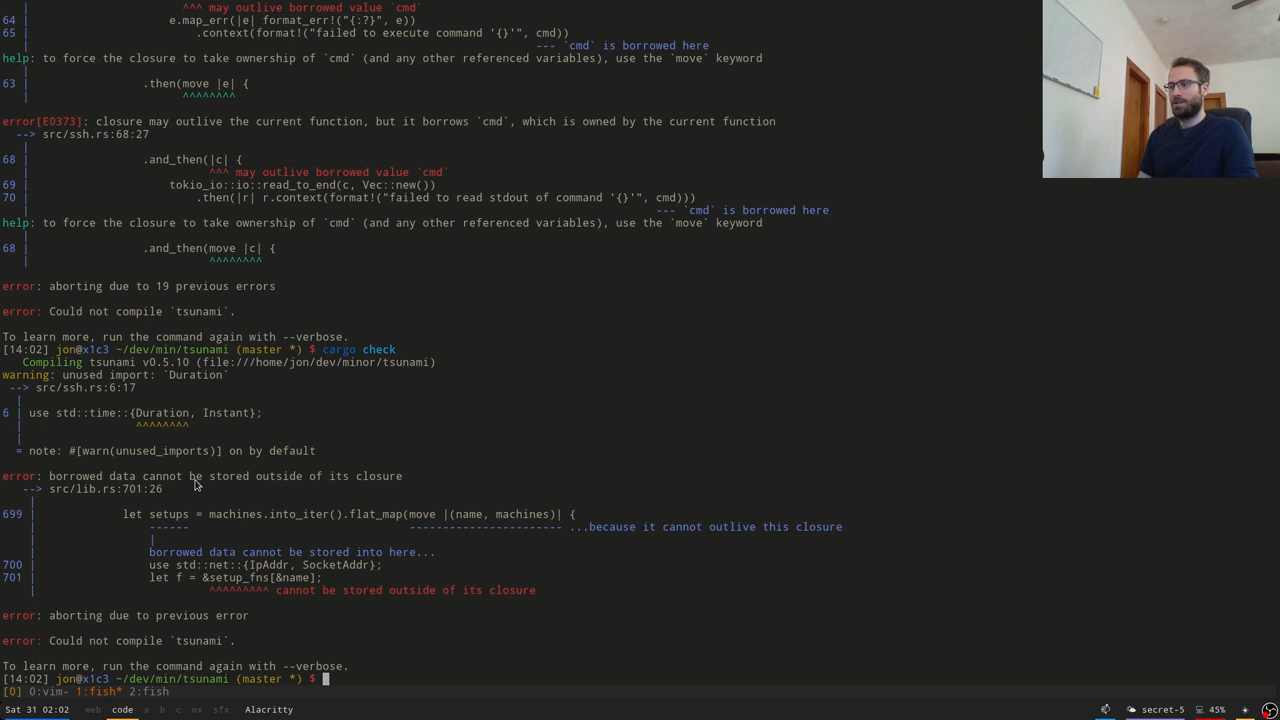 |                             ^^^ may outlive borrowed value `cmd`
64 |                           e.map_err(|e| format_err!("{:?}", e))
65 |                               .context(format!("failed to execute command '{}'", cmd))
   |                                                                                  --- `cmd` is borrowed here
help: to force the closure to take ownership of `cmd` (and any other referenced variables), use the `move` keyword
   |
63 |                       .then(move |e| {
   |                             ^^^^^^^^
error[E0373]: closure may outlive the current function, but it borrows `cmd`, which is owned by the current function
  --> src/ssh.rs:68:27
   |
68 |                       .and_then(|c| {
   |                                 ^^^ may outlive borrowed value `cmd`
69 |                           tokio_io::io::read_to_end(c, Vec::new())
70 |                               .then(|r| r.context(format!("failed to read stdout of command '{}'", cmd)))
   |                                                                                                    --- `cmd` is borrowed here
help: to force the closure to take ownership of `cmd` (and any other referenced variables), use the `move` keyword
   |
68 |                       .and_then(move |c| {
   |                                 ^^^^^^^^
error: aborting due to 19 previous errors
error: Could not compile `tsunami`.
To learn more, run the command again with --verbose.
[14:02] jon@x1c3 ~/dev/min/tsunami (master *) $ cargo check
   Compiling tsunami v0.5.10 (file:///home/jon/dev/minor/tsunami)
warning: unused import: `Duration`
 --> src/ssh.rs:6:17
  |
6 | use std::time::{Duration, Instant};
  |                 ^^^^^^^^
  |
  = note: #[warn(unused_imports)] on by default
error: borrowed data cannot be stored outside of its closure
   --> src/lib.rs:701:26
    |
699 |             let setups = machines.into_iter().flat_map(move |(name, machines)| {
    |                 ------                                 ----------------------- ...because it cannot outlive this closure
    |                 |
    |                 borrowed data cannot be stored into here...
700 |                 use std::net::{IpAddr, SocketAddr};
701 |                 let f = &setup_fns[&name];
    |                          ^^^^^^^^^ cannot be stored outside of its closure
error: aborting due to previous error
error: Could not compile `tsunami`.
To learn more, run the command again with --verbose.
[14:02] jon@x1c3 ~/dev/min/tsunami (master *) $
[0] 0:vim- 1:fish* 2:fish
Sat 31 02:02 web code a b c mx sfx Alacritty secret-5 45%